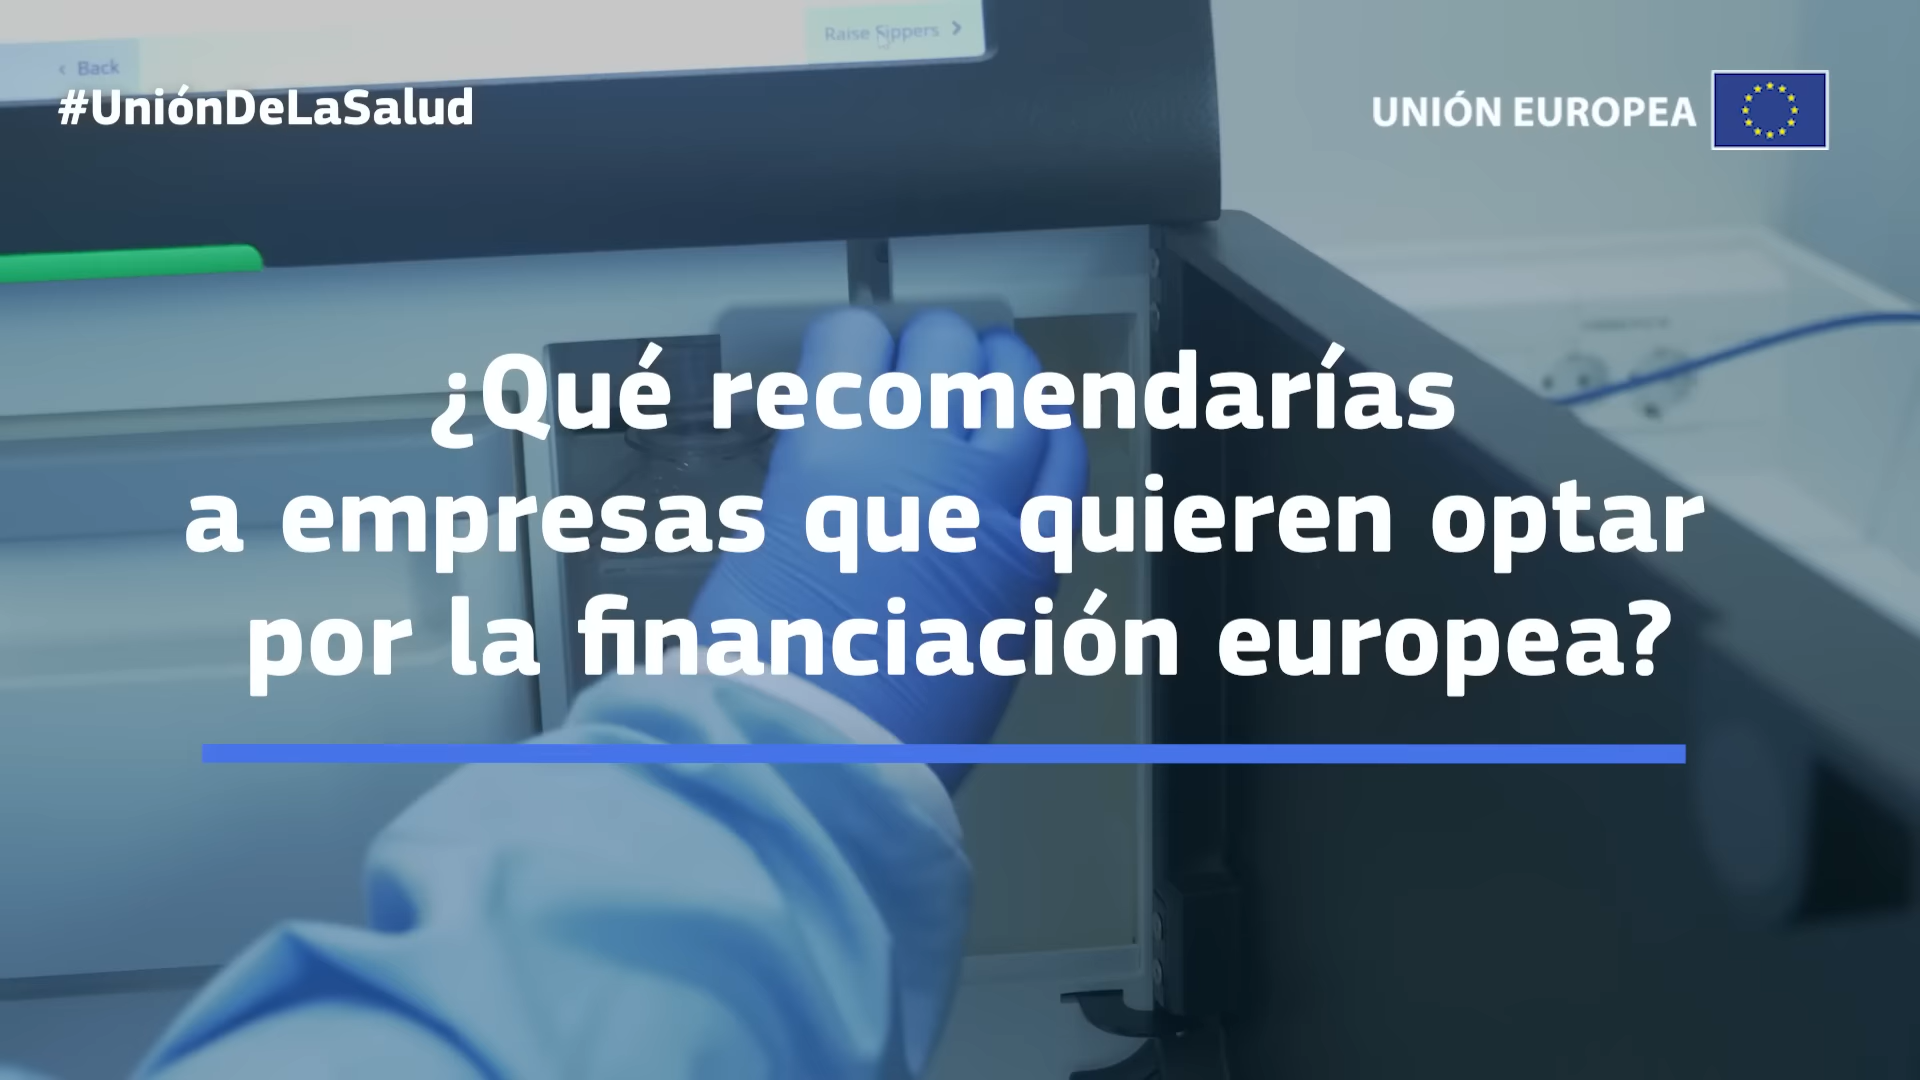 Raise Sippers >
< Back
#UniónDeLaSalud
UNIÓN EUROPEA
¿Qué recomendarías
a empresas que quieren optar
por la financiación europea?